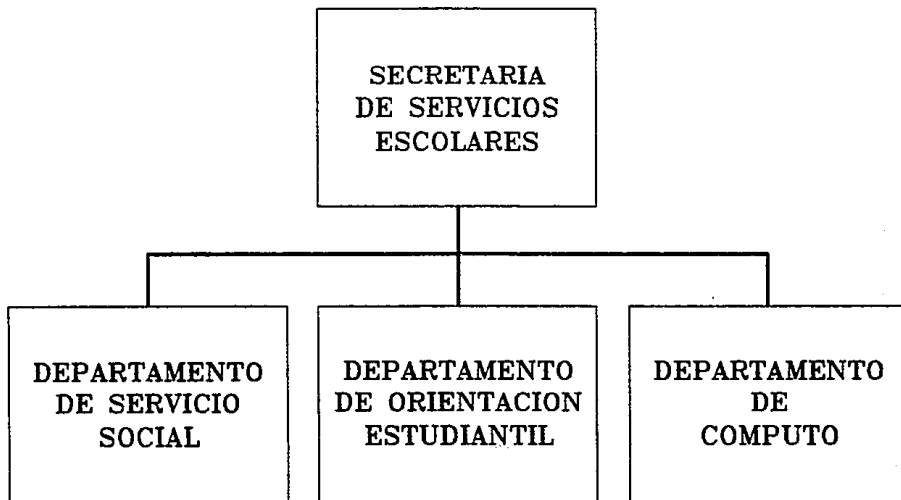 SECRETARIA
DE SERVICIOS
ESCOLARES
DEPARTAMENTO
DE SERVICIO
SOCIAL
DEPARTAMENTO
DE ORIENTACION
ESTUDIANTIL
DEPARTAMENTO
DE
COMPUTO